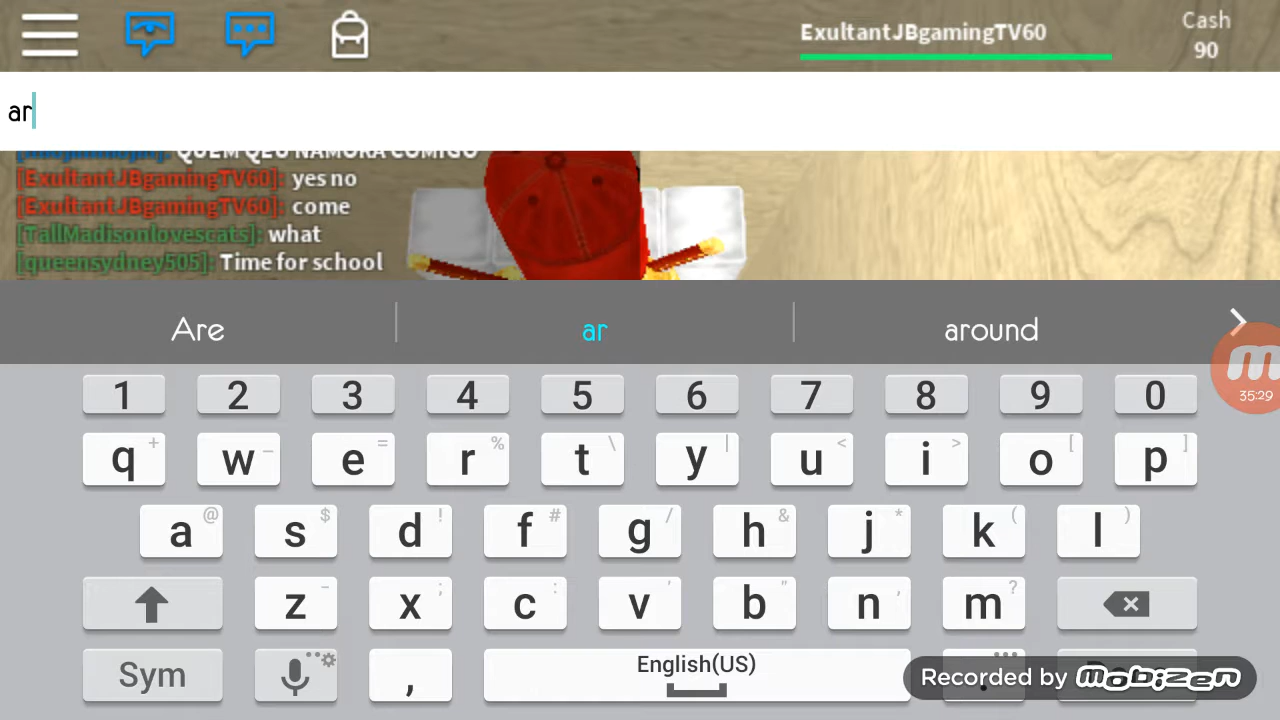 ExultantJBgamingTV60
Cash
90
ar
QUEM QEU NAMORA COMIGO
[ExultantJBgamingTV60]: yes no
[ExultantJBgamingTV60]: come
[TallMadisonlovescats]: what
[queensydney505]: Time for school
Are ar around
35:29
1 2 3 4 5 6 7 8 9 0
q + w - e = r % t \ y | u < i > o [ p ]
a @ s $ d ! f # g / h & j * k ( l )
z - x ; c : v ' b " n , m ?
Sym , English(US)
Recorded by mobizen